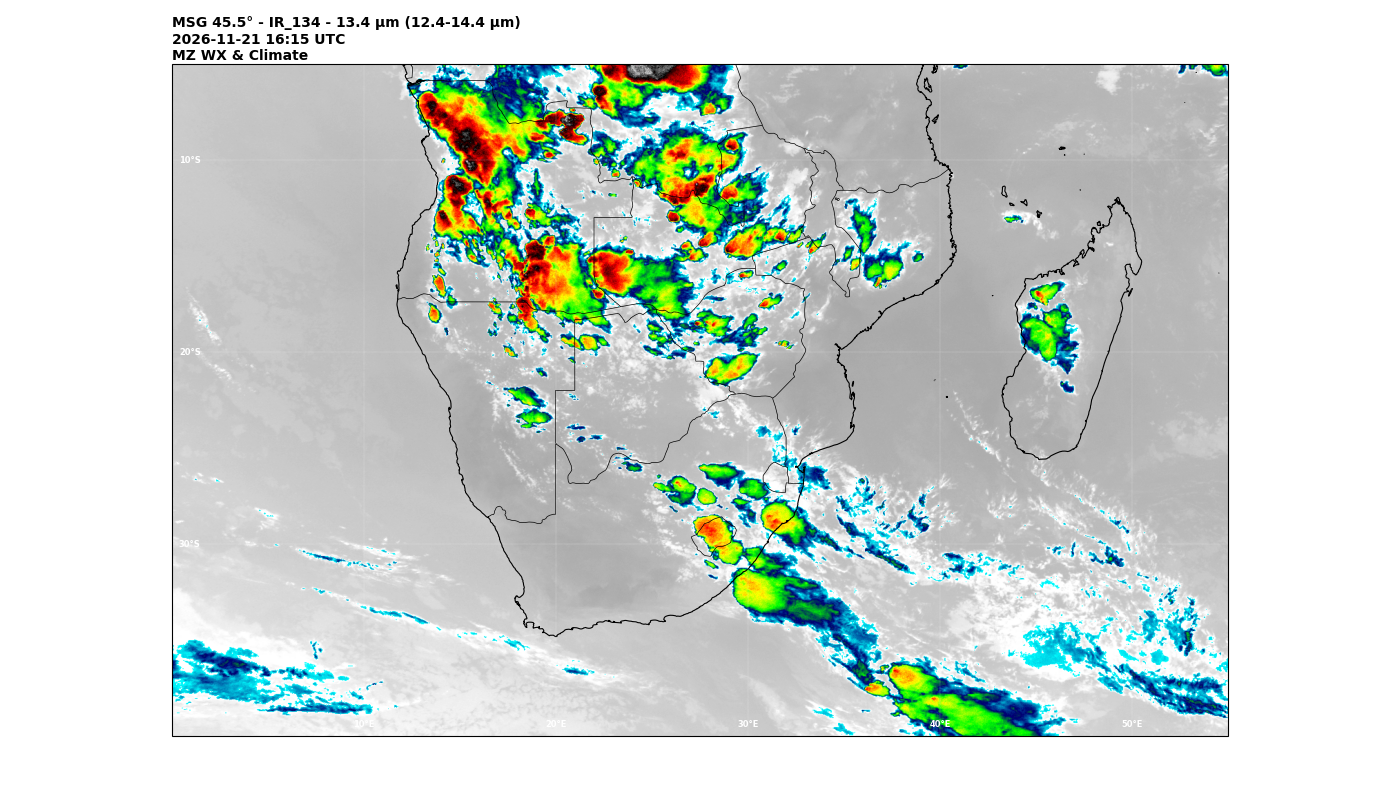 MSG 45.5° - IR_134 - 13.4 µm (12.4-14.4 µm)
2026-11-21 16:15 UTC
MZ WX & Climate
10°S
20°S
30°S
10°E
20°E
30°E
40°E
50°E